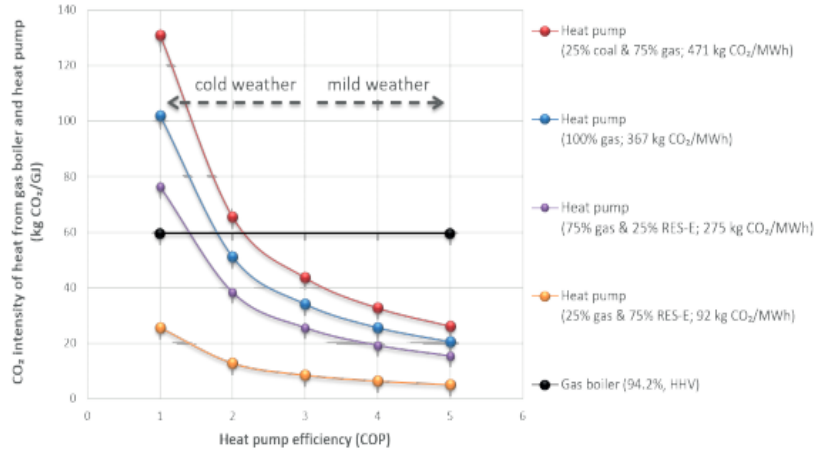 CO₂ intensity of heat from gas boiler and heat pump
(kg CO₂/GJ)
140
120
100
80
60
40
20
0
cold weather
mild weather
0 1 2 3 4 5 6
Heat pump efficiency (COP)
Heat pump
(25% coal & 75% gas; 471 kg CO₂/MWh)
Heat pump
(100% gas; 367 kg CO₂/MWh)
Heat pump
(75% gas & 25% RES-E; 275 kg CO₂/MWh)
Heat pump
(25% gas & 75% RES-E; 92 kg CO₂/MWh)
Gas boiler (94.2%, HHV)